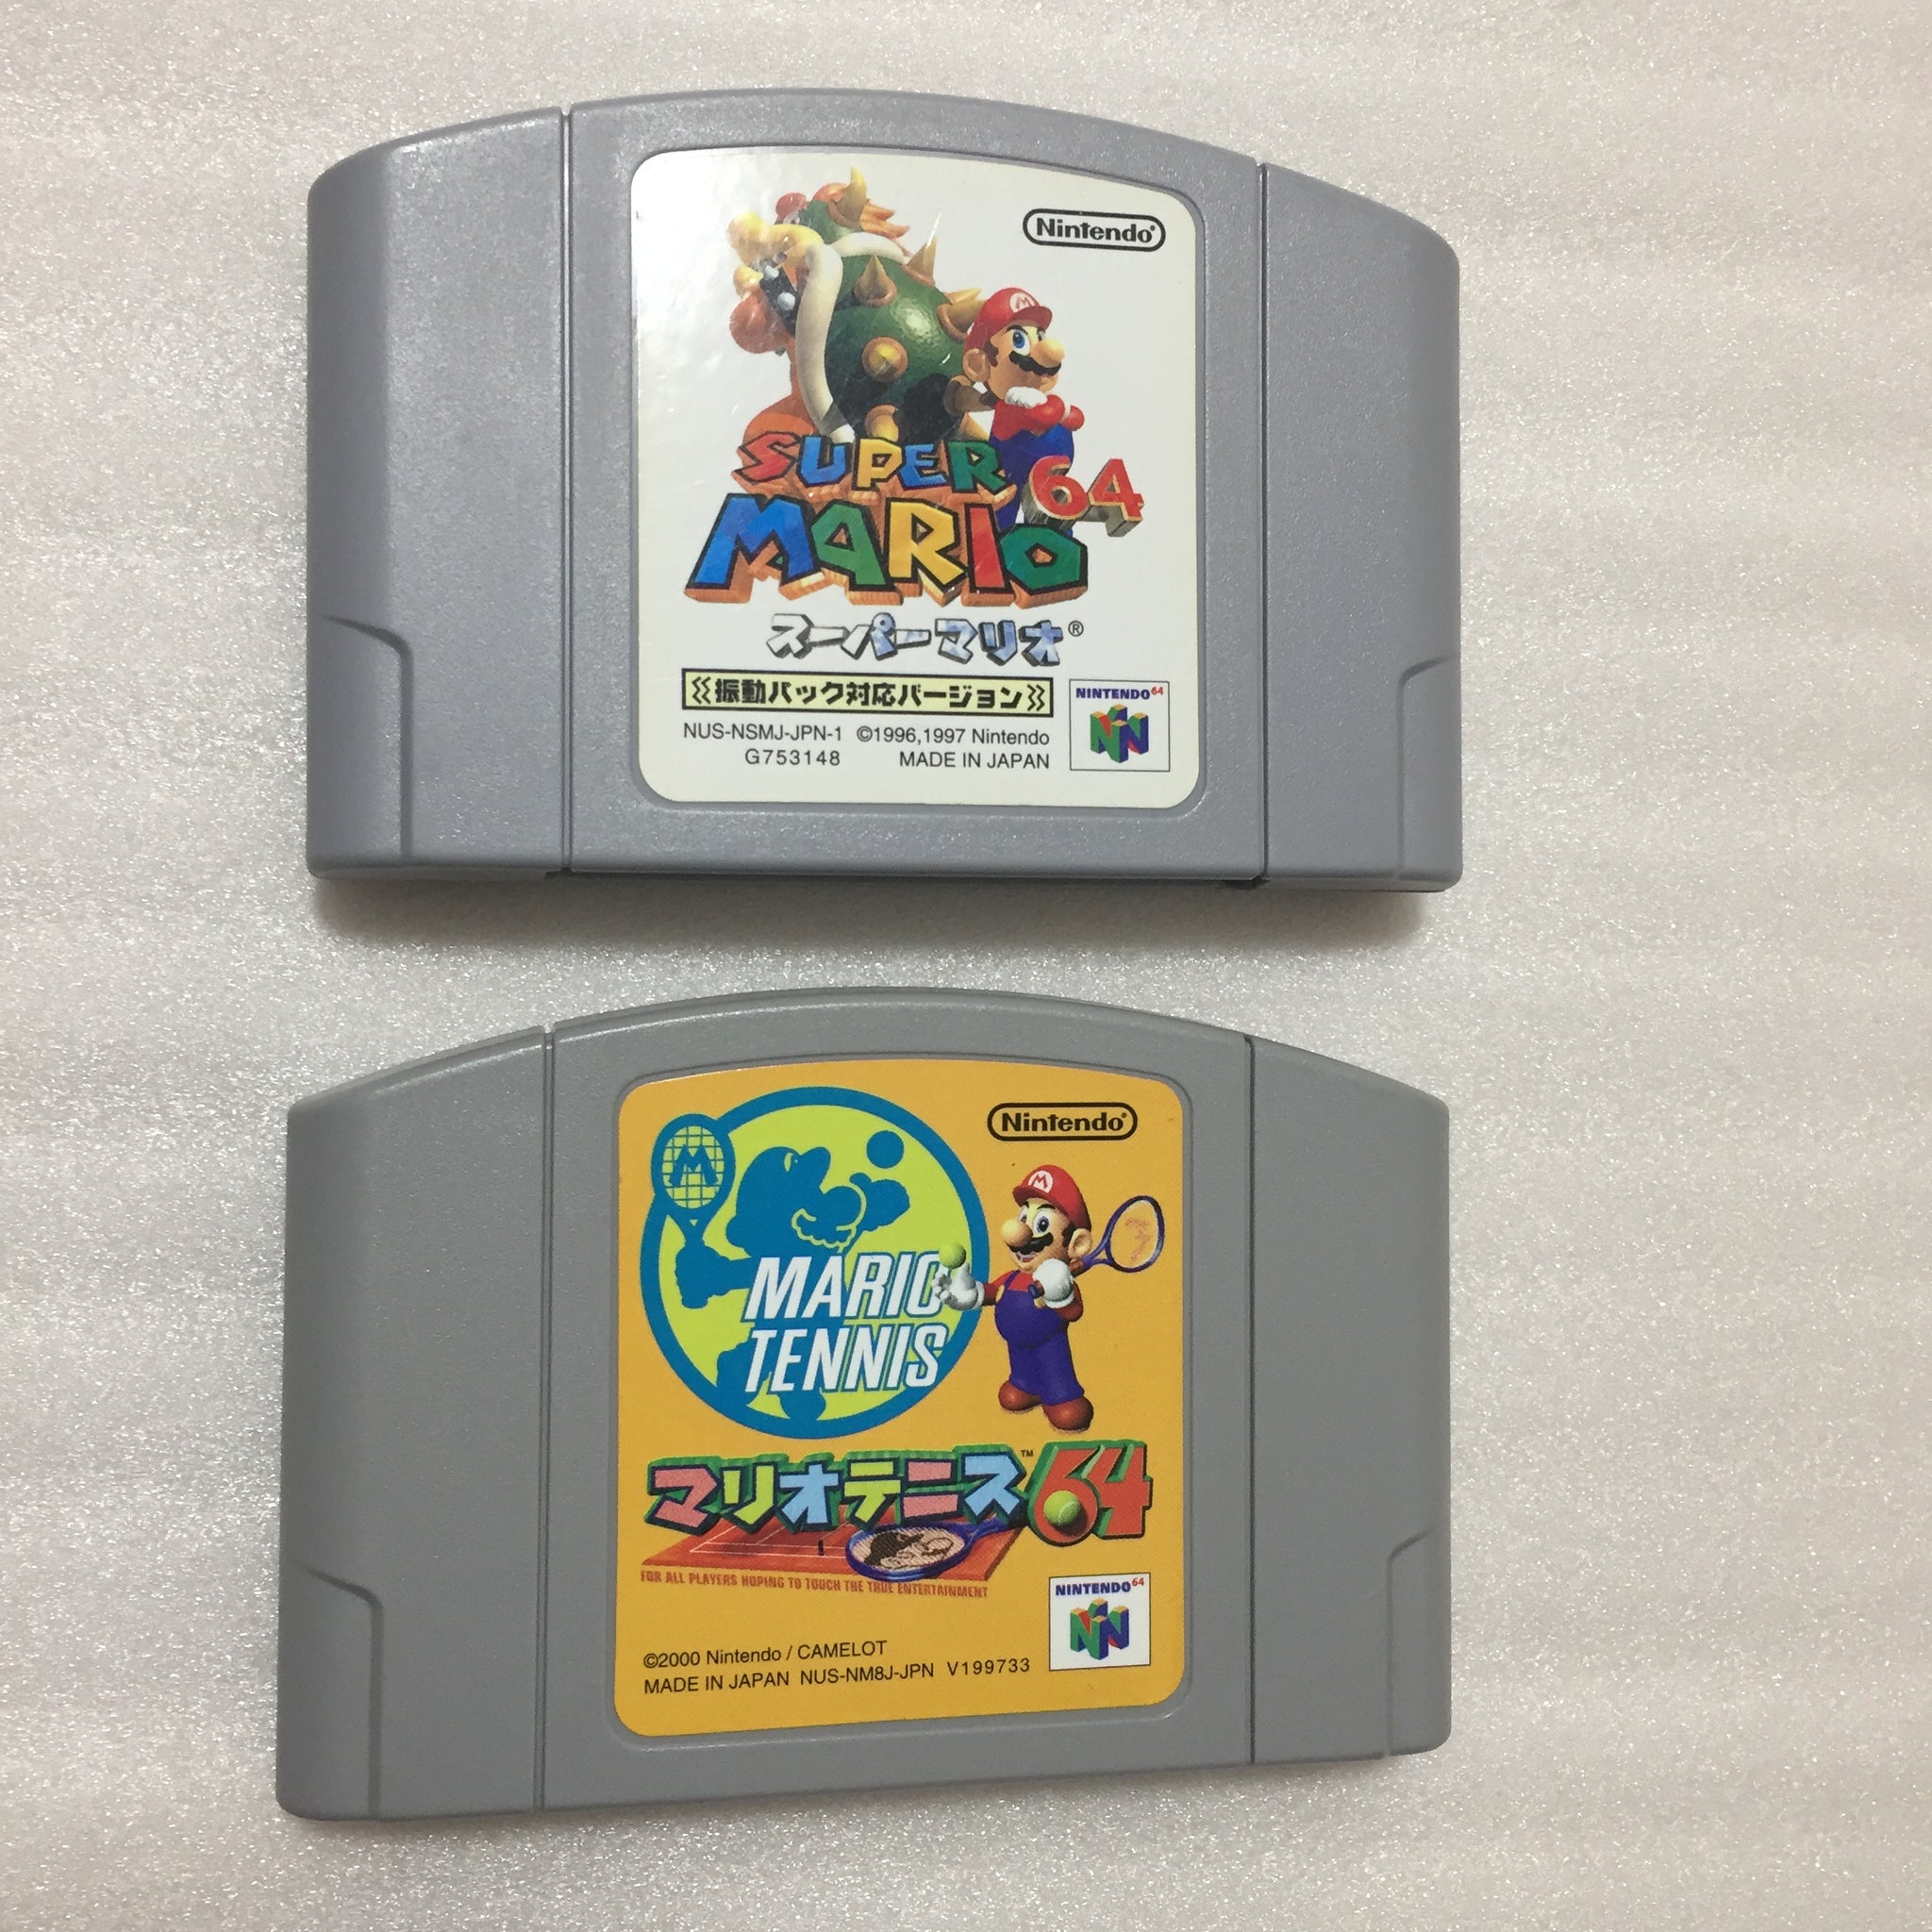 Nintendo®
SUPER
MARIO 64
スーパーマリオ®
振動パック対応バージョン
NINTENDO64
NUS-NSMJ-JPN-1 ©1996,1997 Nintendo
G753148 MADE IN JAPAN
Nintendo®
M
M
M
MARIO
TENNIS
マリオテニス™64
FOR ALL PLAYERS HOPING TO TOUCH THE TRUE ENTERTAINMENT
NINTENDO64
©2000 Nintendo / CAMELOT
MADE IN JAPAN NUS-NM8J-JPN V199733